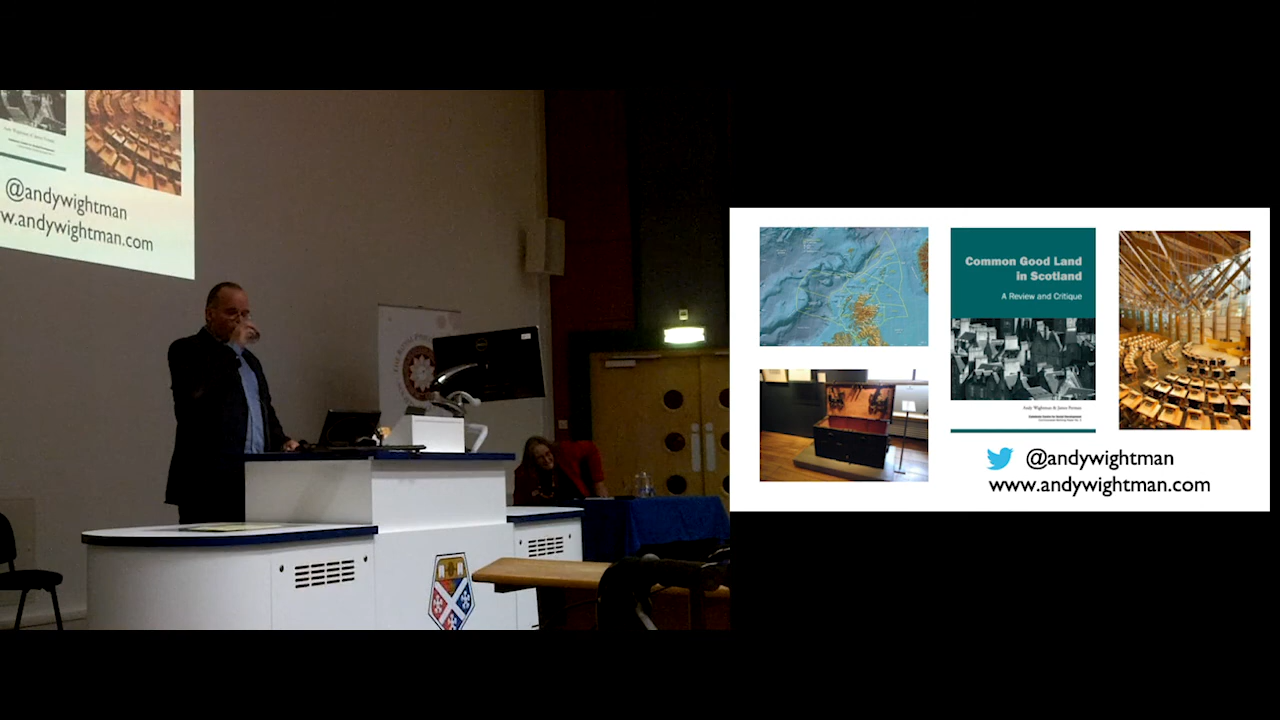 @andywightman
w.andywightman.com
Common Good Land
in Scotland
A Review and Critique
Andy Wightman & James Perman
@andywightman
www.andywightman.com